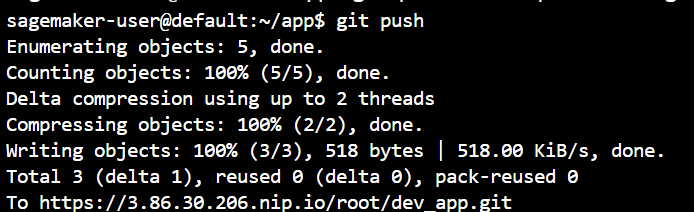 sagemaker-user@default:~/app$ git push
Enumerating objects: 5, done.
Counting objects: 100% (5/5), done.
Delta compression using up to 2 threads
Compressing objects: 100% (2/2), done.
Writing objects: 100% (3/3), 518 bytes | 518.00 KiB/s, done.
Total 3 (delta 1), reused 0 (delta 0), pack-reused 0
To https://3.86.30.206.nip.io/root/dev_app.git